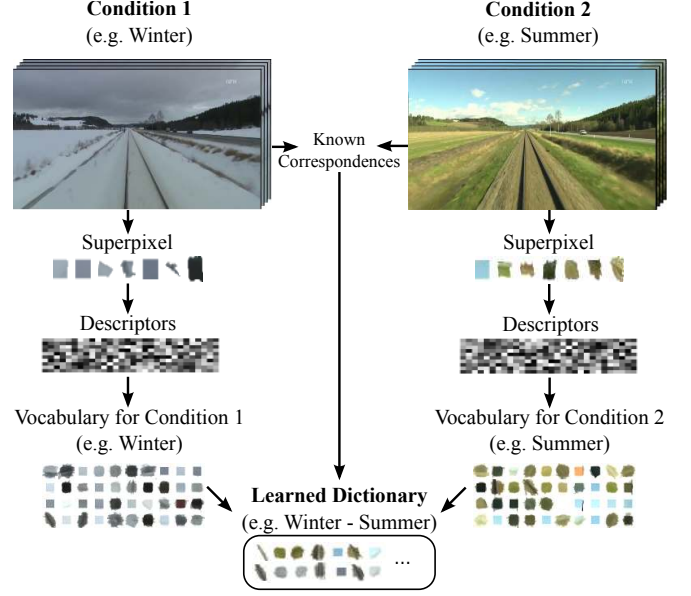 Condition 1
(e.g. Winter)
Condition 2
(e.g. Summer)
Known
Correspondences
Superpixel
Superpixel
Descriptors
Descriptors
Vocabulary for Condition 1
(e.g. Winter)
Vocabulary for Condition 2
(e.g. Summer)
Learned Dictionary
(e.g. Winter - Summer)
...